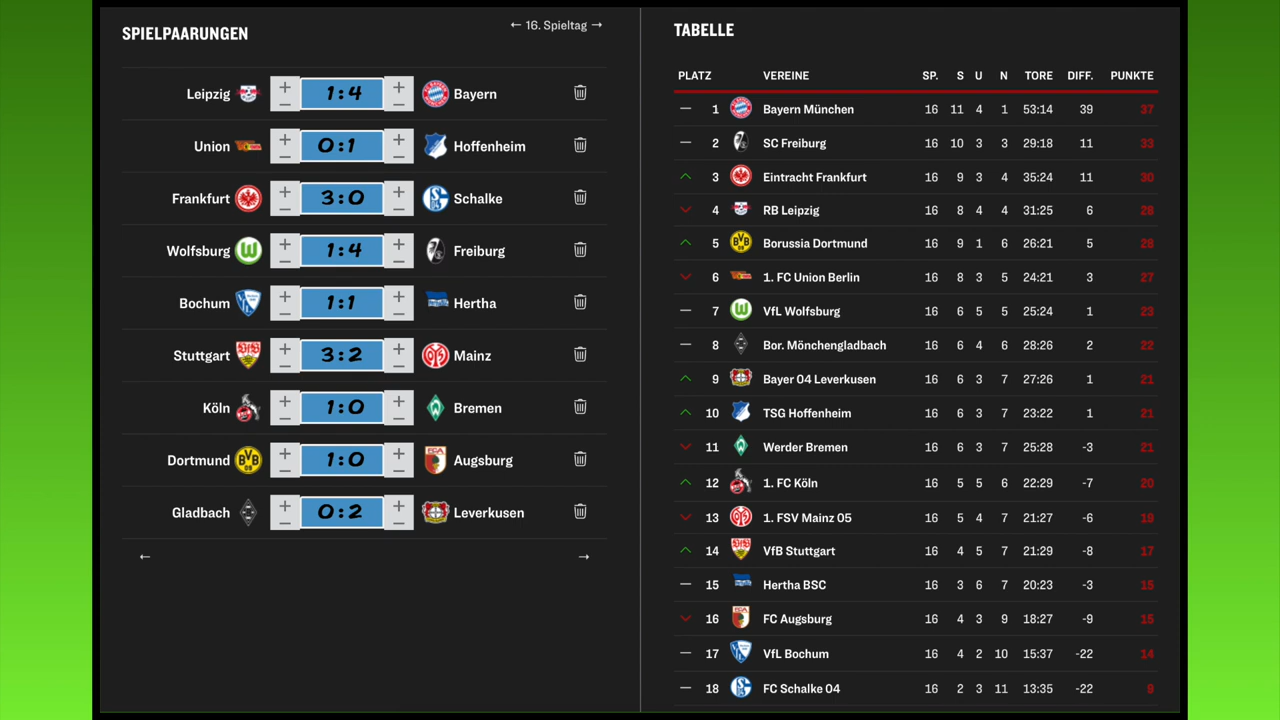 SPIELPAARUNGEN
← 16. Spieltag →
Leipzig + − 1:4 + − Bayern
Union + − 0:1 + − Hoffenheim
Frankfurt + − 3:0 + − Schalke
Wolfsburg + − 1:4 + − Freiburg
Bochum + − 1:1 + − Hertha
Stuttgart + − 3:2 + − Mainz
Köln + − 1:0 + − Bremen
Dortmund + − 1:0 + − Augsburg
Gladbach + − 0:2 + − Leverkusen
← →
TABELLE
PLATZ VEREINE SP. S U N TORE DIFF. PUNKTE
1 Bayern München 16 11 4 1 53:14 39 37
2 SC Freiburg 16 10 3 3 29:18 11 33
3 Eintracht Frankfurt 16 9 3 4 35:24 11 30
4 RB Leipzig 16 8 4 4 31:25 6 28
5 Borussia Dortmund 16 9 1 6 26:21 5 28
6 1. FC Union Berlin 16 8 3 5 24:21 3 27
7 VfL Wolfsburg 16 6 5 5 25:24 1 23
8 Bor. Mönchengladbach 16 6 4 6 28:26 2 22
9 Bayer 04 Leverkusen 16 6 3 7 27:26 1 21
10 TSG Hoffenheim 16 6 3 7 23:22 1 21
11 Werder Bremen 16 6 3 7 25:28 -3 21
12 1. FC Köln 16 5 5 6 22:29 -7 20
13 1. FSV Mainz 05 16 5 4 7 21:27 -6 19
14 VfB Stuttgart 16 4 5 7 21:29 -8 17
15 Hertha BSC 16 3 6 7 20:23 -3 15
16 FC Augsburg 16 4 3 9 18:27 -9 15
17 VfL Bochum 16 4 2 10 15:37 -22 14
18 FC Schalke 04 16 2 3 11 13:35 -22 9